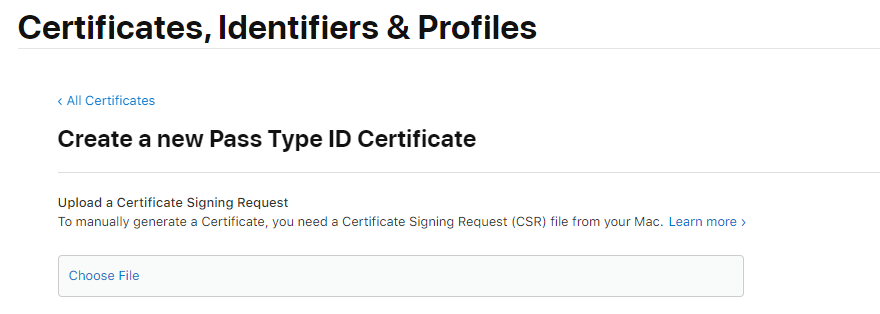 Certificates, Identifiers & Profiles
‹ All Certificates
Create a new Pass Type ID Certificate
Upload a Certificate Signing Request
To manually generate a Certificate, you need a Certificate Signing Request (CSR) file from your Mac. Learn more ›
Choose File